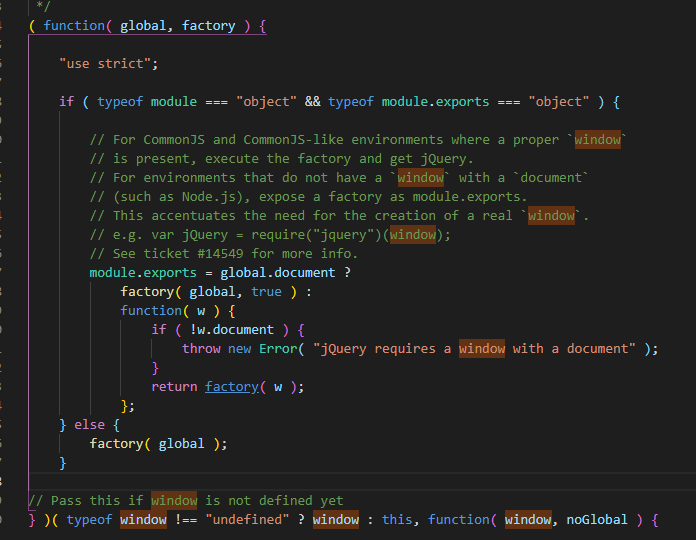 */
( function( global, factory ) {
"use strict";
if ( typeof module === "object" && typeof module.exports === "object" ) {
// For CommonJS and CommonJS-like environments where a proper `window`
// is present, execute the factory and get jQuery.
// For environments that do not have a `window` with a `document`
// (such as Node.js), expose a factory as module.exports.
// This accentuates the need for the creation of a real `window`.
// e.g. var jQuery = require("jquery")(window);
// See ticket #14549 for more info.
module.exports = global.document ?
factory( global, true ) :
function( w ) {
if ( !w.document ) {
throw new Error( "jQuery requires a window with a document" );
}
return factory( w );
};
} else {
factory( global );
}
// Pass this if window is not defined yet
} )( typeof window !== "undefined" ? window : this, function( window, noGlobal ) {